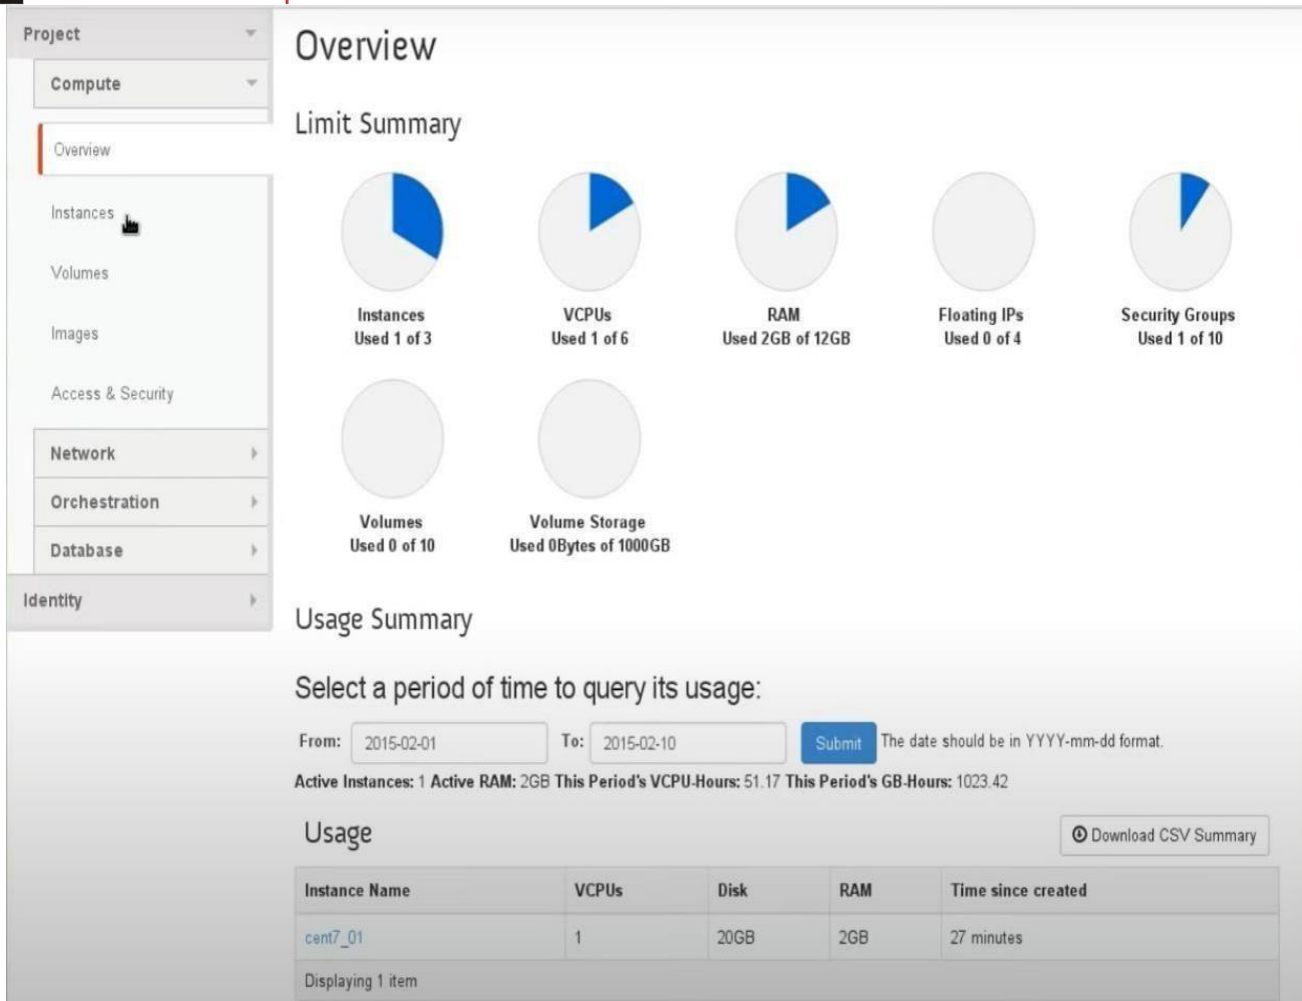 Project
Compute
Overview
Instances
Volumes
Images
Access & Security
Network
Orchestration
Database
Identity
Overview
Limit Summary
Instances
Used 1 of 3
VCPUs
Used 1 of 6
RAM
Used 2GB of 12GB
Floating IPs
Used 0 of 4
Security Groups
Used 1 of 10
Volumes
Used 0 of 10
Volume Storage
Used 0Bytes of 1000GB
Usage Summary
Select a period of time to query its usage:
From: 2015-02-01 To: 2015-02-10 Submit The date should be in YYYY-mm-dd format.
Active Instances: 1 Active RAM: 2GB This Period's VCPU-Hours: 51.17 This Period's GB-Hours: 1023.42
Usage
Download CSV Summary
Instance Name VCPUs Disk RAM Time since created
cent7_01 1 20GB 2GB 27 minutes
Displaying 1 item